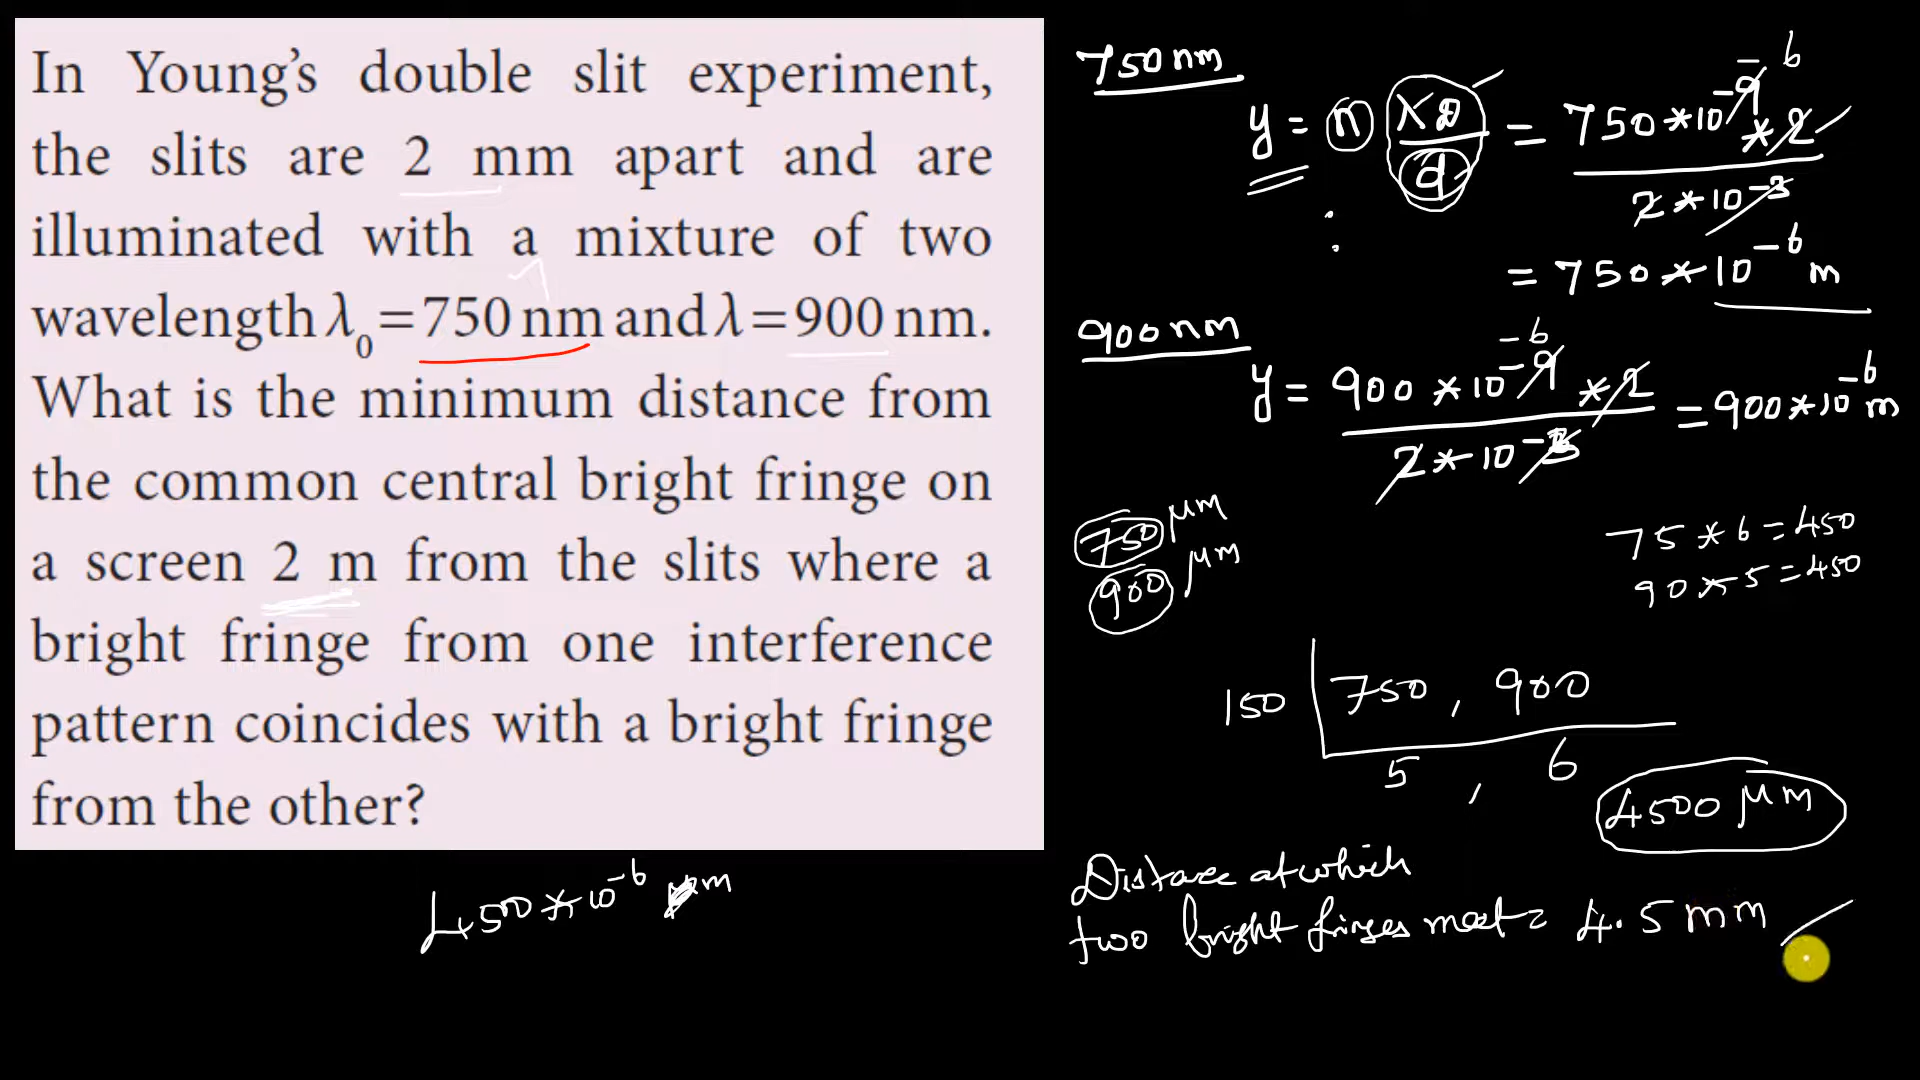 In Young’s double slit experiment,
the slits are 2 mm apart and are
illuminated with a mixture of two
wavelength λ₀ = 750 nm and λ = 900 nm.
What is the minimum distance from
the common central bright fringe on
a screen 2 m from the slits where a
bright fringe from one interference
pattern coincides with a bright fringe
from the other?
4500 * 10⁻⁶ m
750 nm
y = n λD/d = 750 * 10⁻⁹ * 2 / 2 * 10⁻³
-6
= 750 * 10⁻⁶ m
900 nm
-6
y = 900 * 10⁻⁹ * 2 / 2 * 10⁻³ = 900 * 10⁻⁶ m
750 μm
900 μm
75 * 6 = 450
90 * 5 = 450
150 | 750 , 900
5 , 6
4500 μm
Distance at which
two bright fringes meet = 4.5 mm